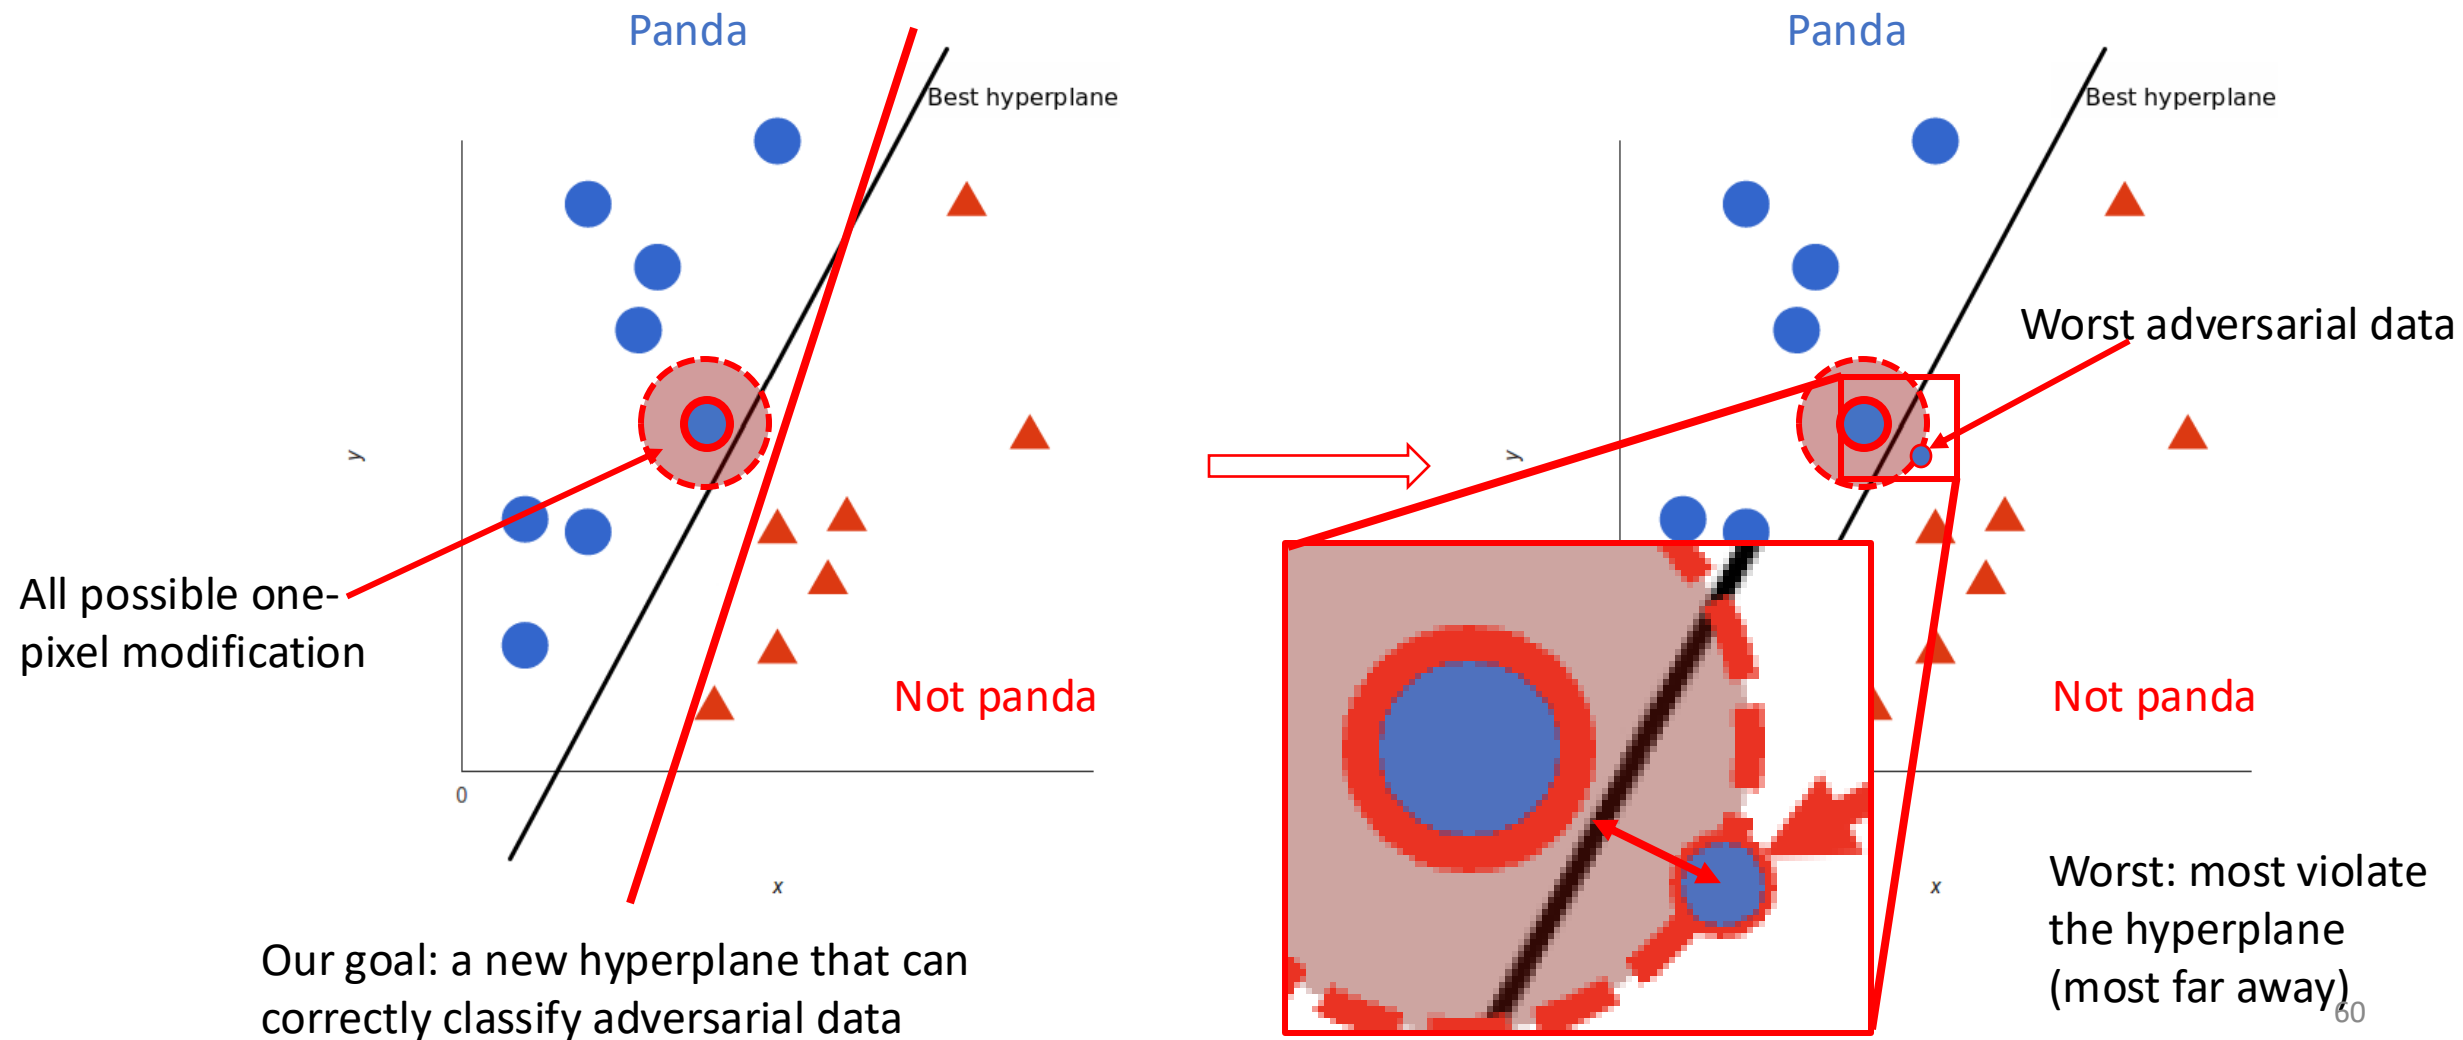 Panda
Best hyperplane
y
All possible one-
pixel modification
Not panda
0
x
Our goal: a new hyperplane that can
correctly classify adversarial data
Panda
Best hyperplane
Worst adversarial data
y
Not panda
x
Worst: most violate
the hyperplane
(most far away)
60